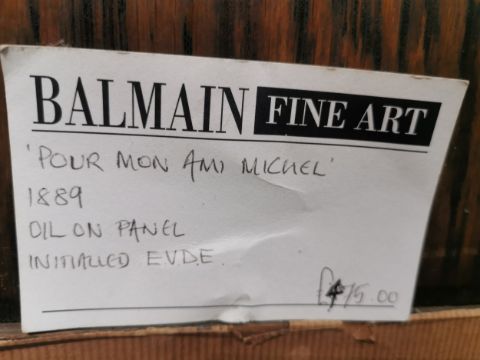 BALMAIN FINE ART
'POUR MON AMI MICHEL'
1889
OIL ON PANEL
INITIALLED E.V.D.E.